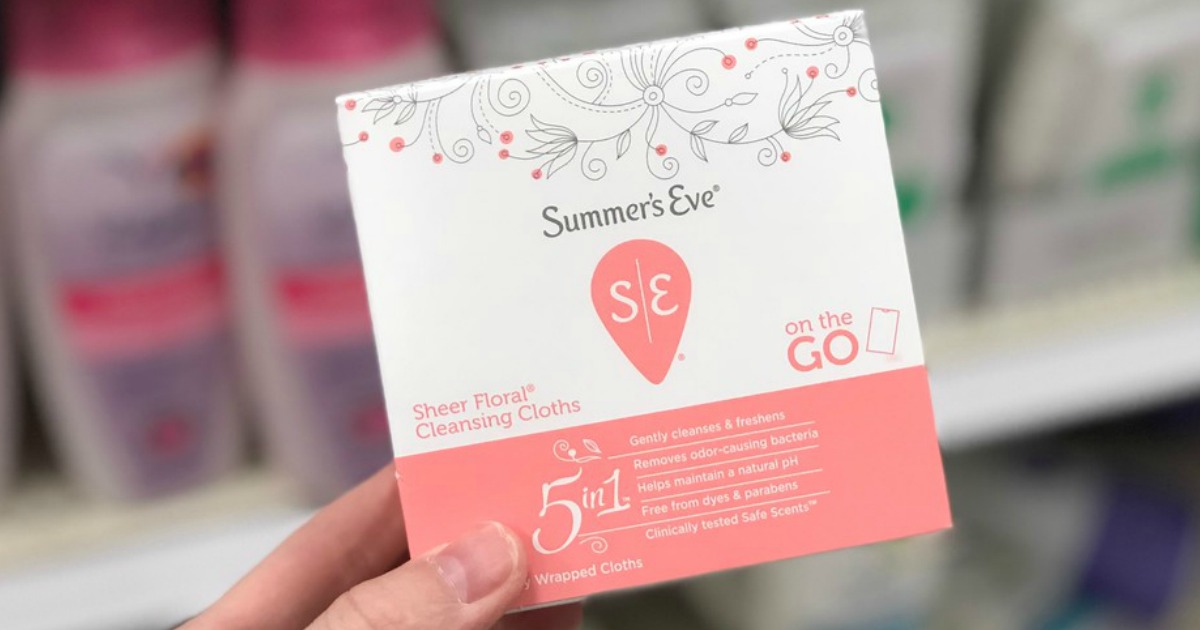 Summer's Eve®
S|E®
on the
GO
Sheer Floral®
Cleansing Cloths
5in1™
Gently cleanses & freshens
Removes odor-causing bacteria
Helps maintain a natural pH
Free from dyes & parabens
Clinically tested Safe Scents™
Wrapped Cloths